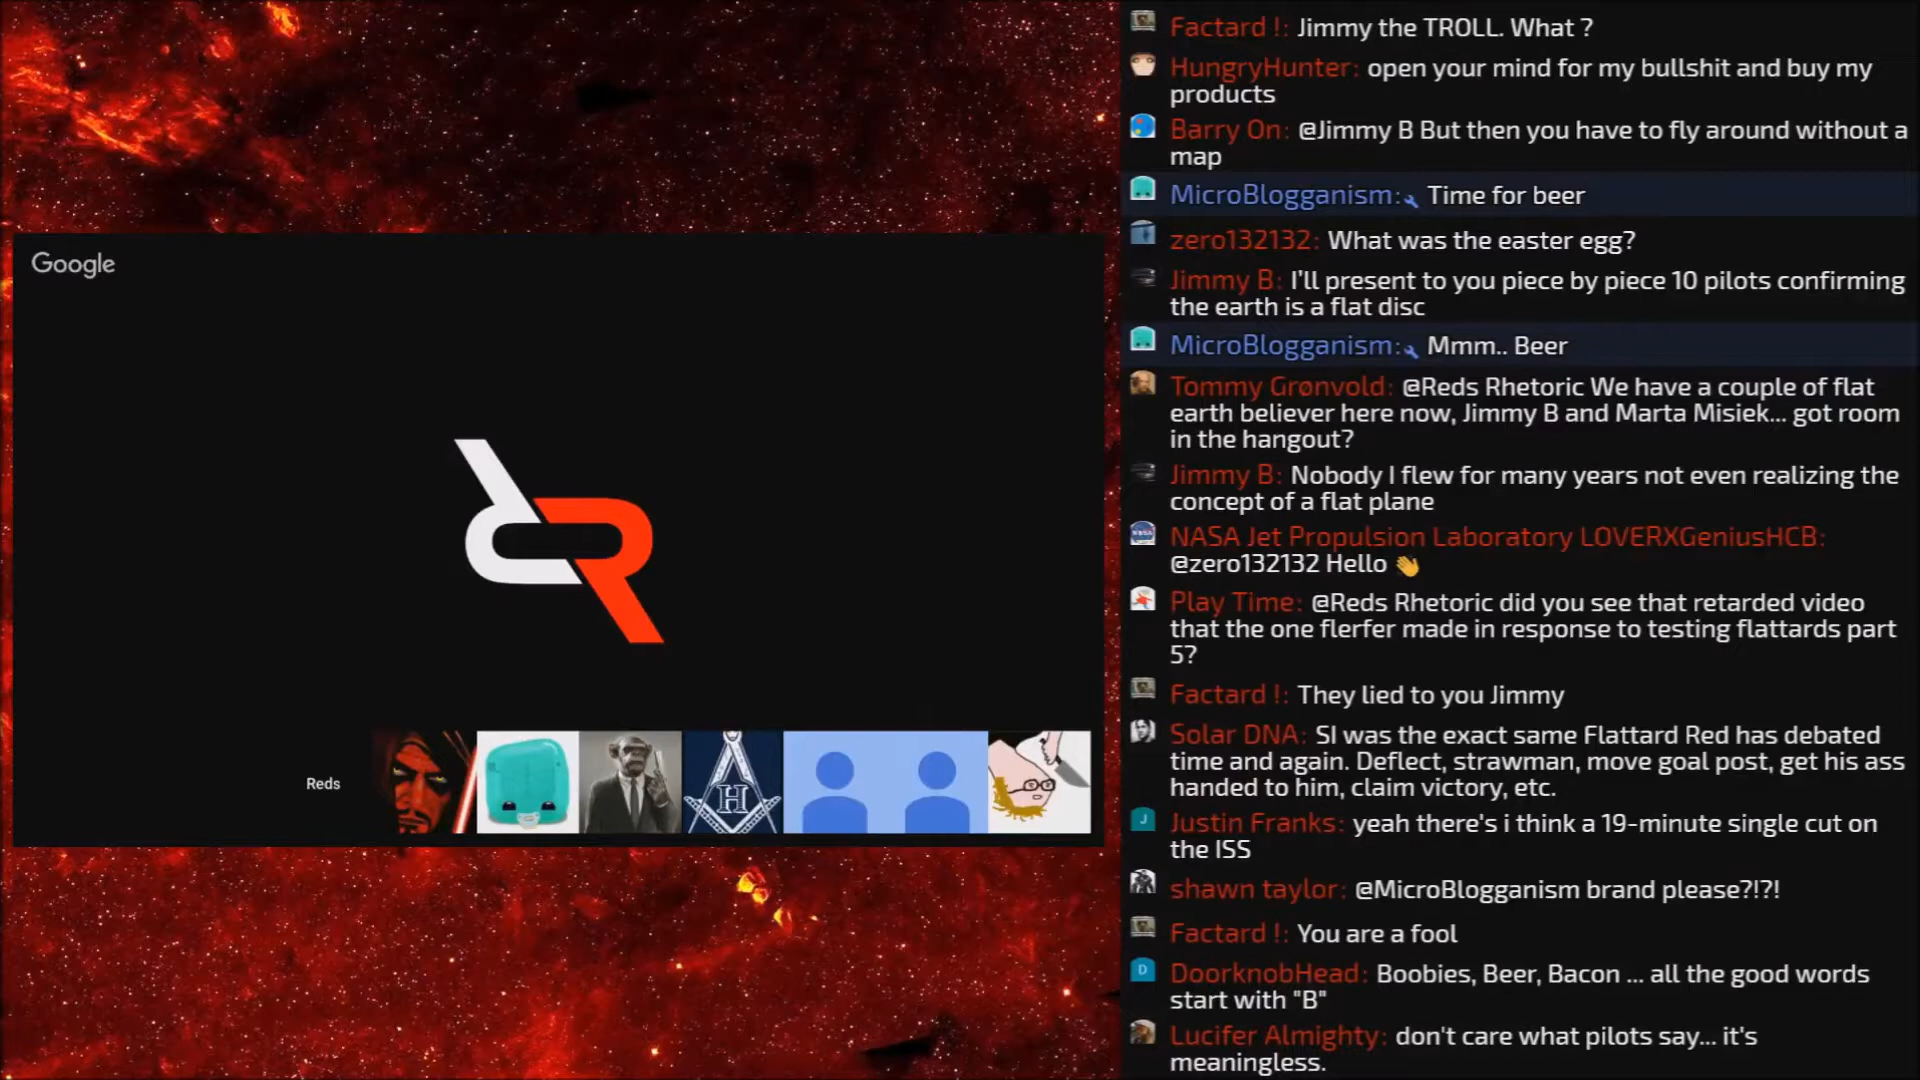 Google
Reds
H
Factard !: Jimmy the TROLL. What ?
HungryHunter: open your mind for my bullshit and buy my
products
Barry On: @Jimmy B But then you have to fly around without a
map
MicroBlogganism: Time for beer
zero132132: What was the easter egg?
Jimmy B: I'll present to you piece by piece 10 pilots confirming
the earth is a flat disc
MicroBlogganism: Mmm.. Beer
Tommy Grønvold: @Reds Rhetoric We have a couple of flat
earth believer here now, Jimmy B and Marta Misiek... got room
in the hangout?
Jimmy B: Nobody I flew for many years not even realizing the
concept of a flat plane
NASA Jet Propulsion Laboratory LOVERXGeniusHCB:
@zero132132 Hello 👋
Play Time: @Reds Rhetoric did you see that retarded video
that the one flerfer made in response to testing flattards part
5?
Factard !: They lied to you Jimmy
Solar DNA: SI was the exact same Flattard Red has debated
time and again. Deflect, strawman, move goal post, get his ass
handed to him, claim victory, etc.
J
Justin Franks: yeah there's i think a 19-minute single cut on
the ISS
shawn taylor: @MicroBlogganism brand please?!?!
Factard !: You are a fool
D
DoorknobHead: Boobies, Beer, Bacon ... all the good words
start with "B"
Lucifer Almighty: don't care what pilots say... it's
meaningless.